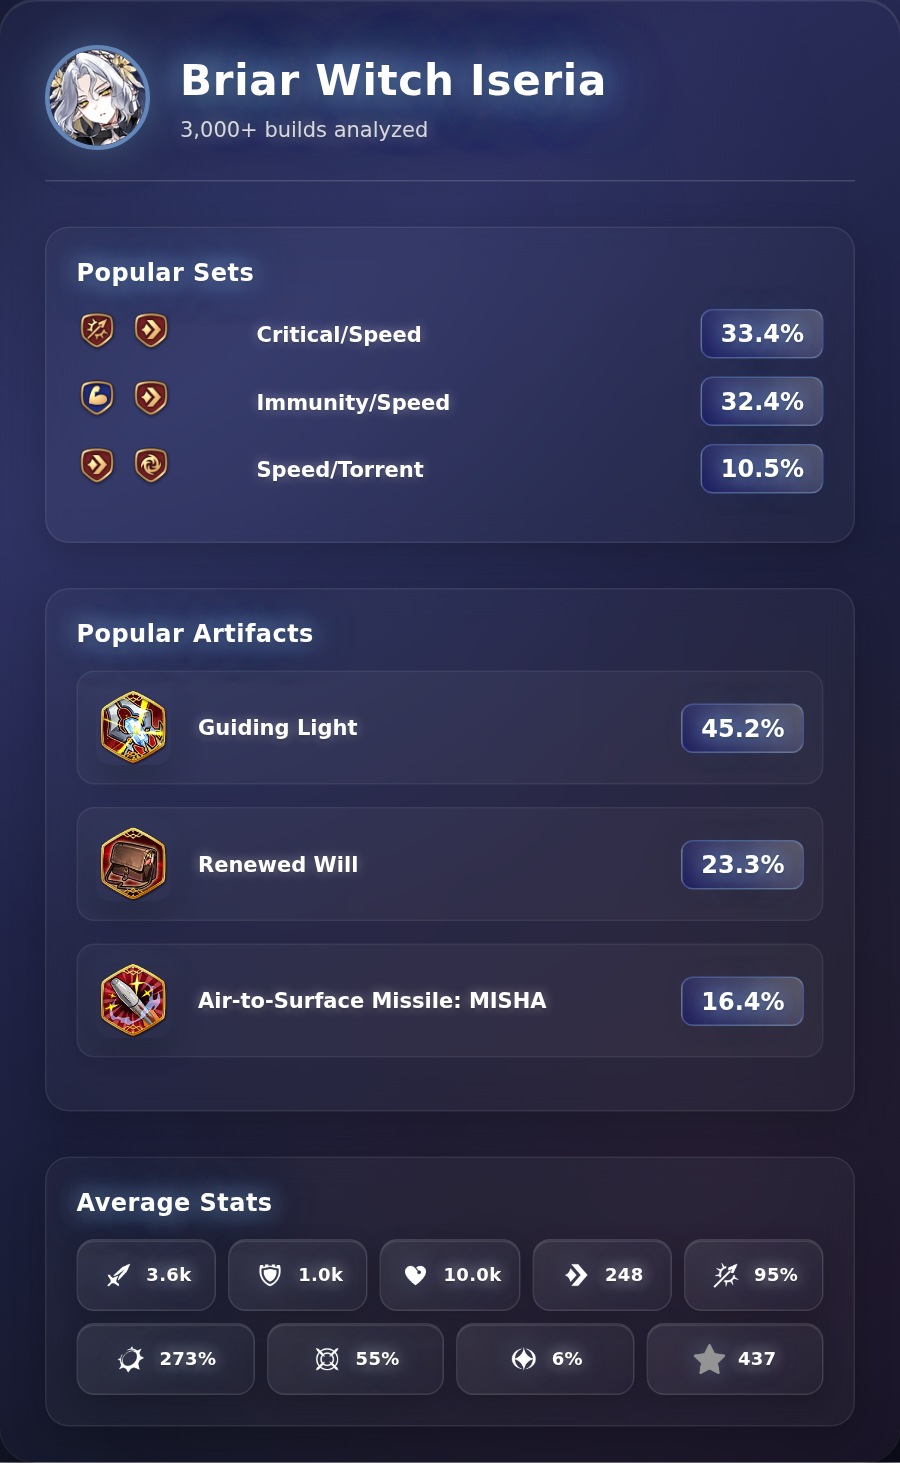 Briar Witch Iseria
3,000+ builds analyzed
Popular Sets
Critical/Speed 33.4%
Immunity/Speed 32.4%
Speed/Torrent 10.5%
Popular Artifacts
Guiding Light 45.2%
Renewed Will 23.3%
Air-to-Surface Missile: MISHA 16.4%
Average Stats
3.6k 1.0k 10.0k 248 95%
273% 55% 6% 437